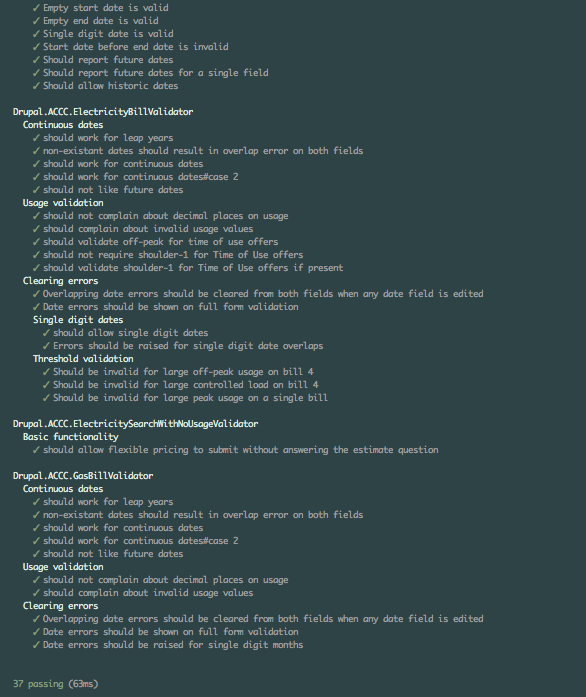 ✓ Empty start date is valid
✓ Empty end date is valid
✓ Single digit date is valid
✓ Start date before end date is invalid
✓ Should report future dates
✓ Should report future dates for a single field
✓ Should allow historic dates
Drupal.ACCC.ElectricityBillValidator
Continuous dates
✓ should work for leap years
✓ non-existant dates should result in overlap error on both fields
✓ should work for continuous dates
✓ should work for continuous dates#case 2
✓ should not like future dates
Usage validation
✓ should not complain about decimal places on usage
✓ should complain about invalid usage values
✓ should validate off-peak for time of use offers
✓ should not require shoulder-1 for Time of Use offers
✓ should validate shoulder-1 for Time of Use offers if present
Clearing errors
✓ Overlapping date errors should be cleared from both fields when any date field is edited
✓ Date errors should be shown on full form validation
Single digit dates
✓ should allow single digit dates
✓ Errors should be raised for single digit date overlaps
Threshold validation
✓ Should be invalid for large off-peak usage on bill 4
✓ Should be invalid for large controlled load on bill 4
✓ Should be invalid for large peak usage on a single bill
Drupal.ACCC.ElectricitySearchWithNoUsageValidator
Basic functionality
✓ should allow flexible pricing to submit without answering the estimate question
Drupal.ACCC.GasBillValidator
Continuous dates
✓ should work for leap years
✓ non-existant dates should result in overlap error on both fields
✓ should work for continuous dates
✓ should work for continuous dates#case 2
✓ should not like future dates
Usage validation
✓ should not complain about decimal places on usage
✓ should complain about invalid usage values
Clearing errors
✓ Overlapping date errors should be cleared from both fields when any date field is edited
✓ Date errors should be shown on full form validation
✓ Date errors should be raised for single digit months
37 passing (63ms)